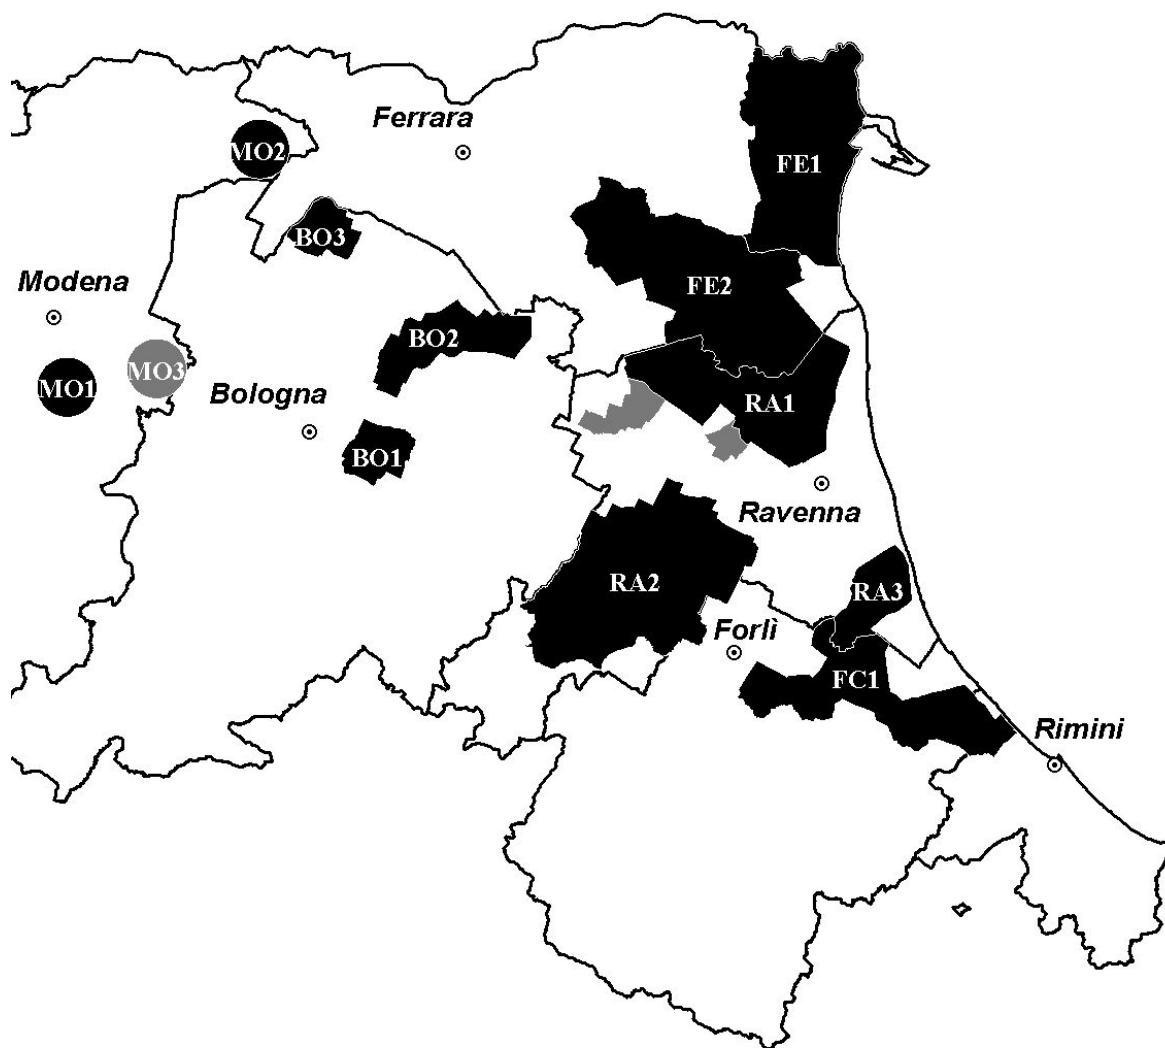 Ferrara
MO2
FE1
BO3
Modena
FE2
BO2
MO3
MO1
Bologna
RA1
BO1
Ravenna
RA2
RA3
Forlì
FC1
Rimini